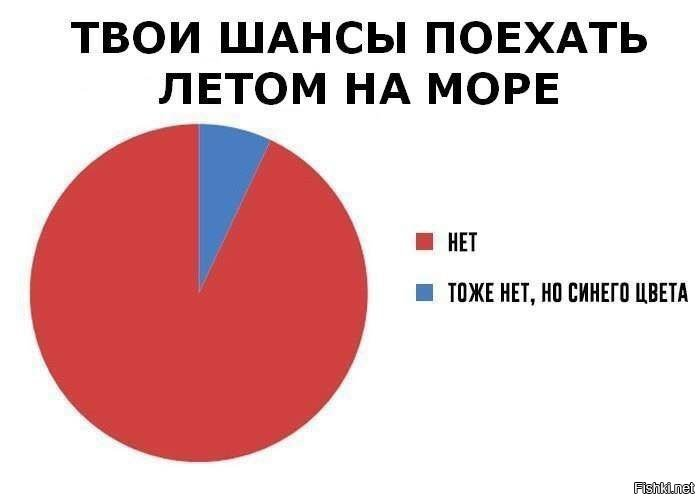 ТВОИ ШАНСЫ ПОЕХАТЬ
ЛЕТОМ НА МОРЕ
НЕТ
ТОЖЕ НЕТ, НО СИНЕГО ЦВЕТА
Fishki.net